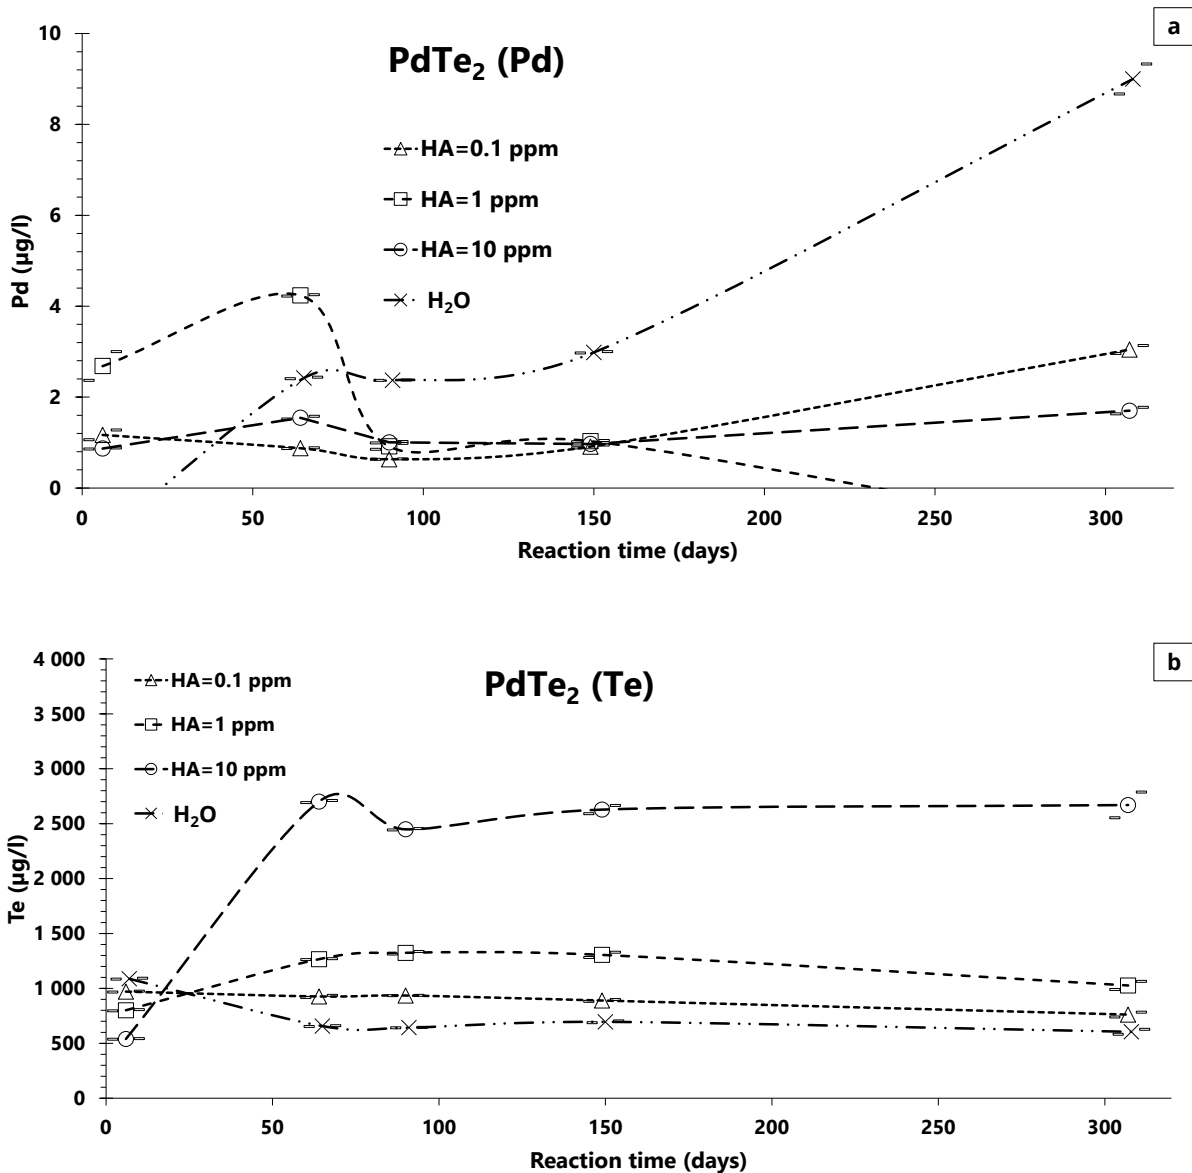 a
PdTe₂ (Pd)
HA=0.1 ppm
HA=1 ppm
HA=10 ppm
H₂O
Pd (µg/l)
10
8
6
4
2
0
0 50 100 150 200 250 300
Reaction time (days)
b
PdTe₂ (Te)
HA=0.1 ppm
HA=1 ppm
HA=10 ppm
H₂O
Te (µg/l)
4 000
3 500
3 000
2 500
2 000
1 500
1 000
500
0
0 50 100 150 200 250 300
Reaction time (days)